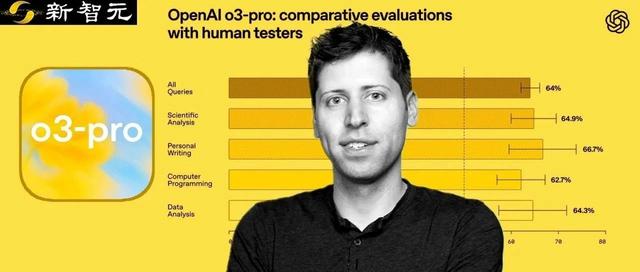 新智元
OpenAI o3-pro: comparative evaluations
with human testers
o3-pro
All
Queries
64%
Scientific
Analysis
64.9%
Personal
Writing
66.7%
Computer
Programming
62.7%
Data
Analysis
64.3%
60
80